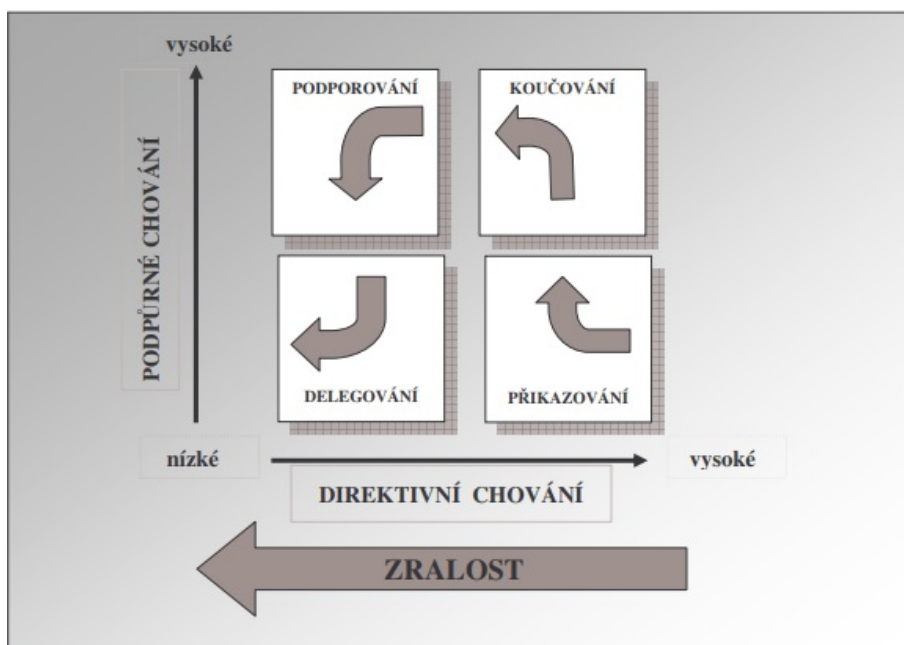 vysoké
PODPŮRNÉ CHOVÁNÍ
PODPOROVÁNÍ
KOUČOVÁNÍ
DELEGOVÁNÍ
PŘIKAZOVÁNÍ
nízké
vysoké
DIREKTIVNÍ CHOVÁNÍ
ZRALOST